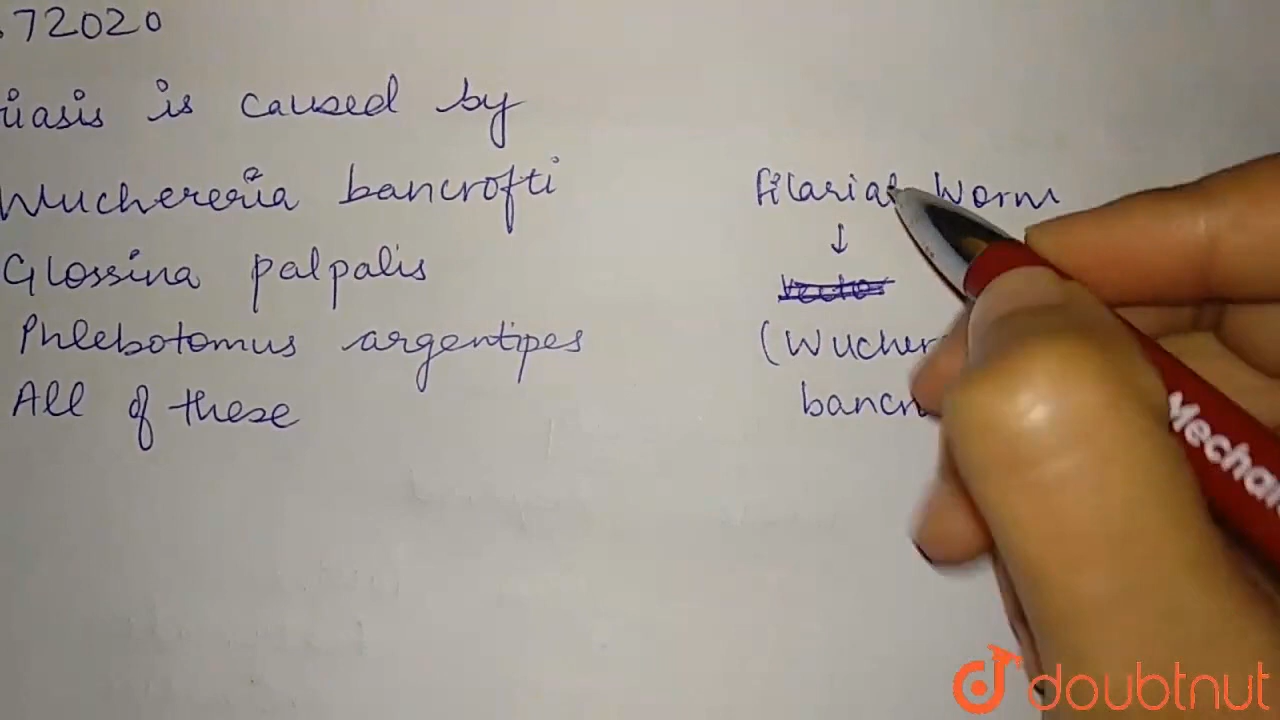 72020
iasis is caused by
Wuchereria bancrofti
Glossina palpalis
Phlebotomus argentipes
All of these
Filarial Worm
↓
(Wucher
bancr
Mechan
doubtnut